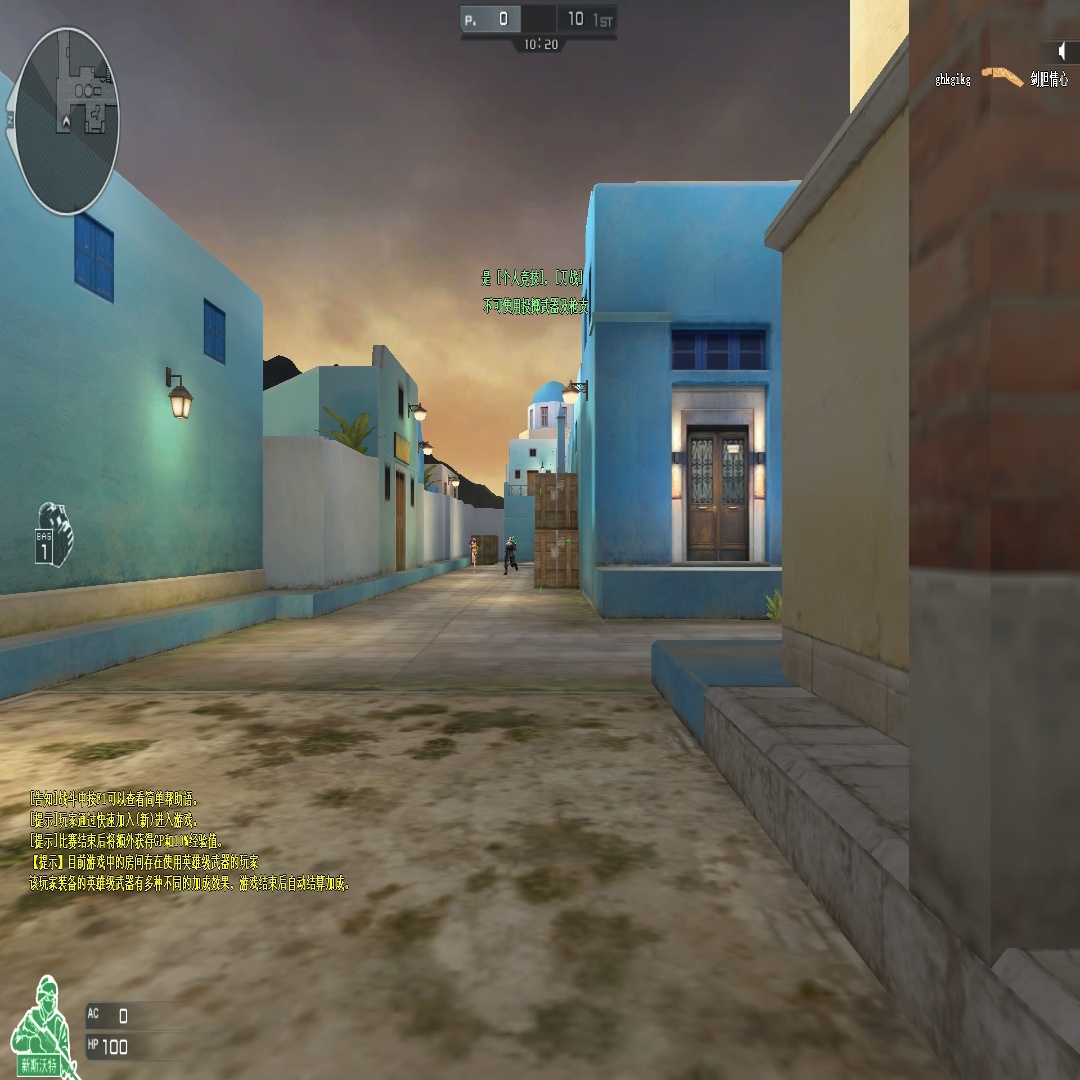 P. 0 10 1ST
10:20
ghkgikg 剑胆情心
Z
是 [个人竞技], [刀战]
不可使用投掷武器及枪支
BAG
1
[告知]战斗中按F1可以查看简单帮助语。
[提示]玩家通过快速加入(新)进入游戏。
[提示]比赛结束后将额外获得GP和10%经验值。
【提示】目前游戏中的房间存在使用英雄级武器的玩家
该玩家装备的英雄级武器有多种不同的加成效果，游戏结束后自动结算加成。
AC 0
HP 100
新斯沃特